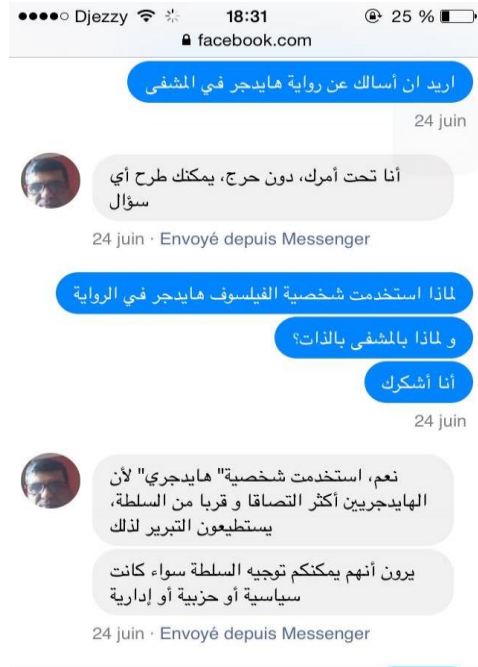 Djezzy 18:31 25 %
facebook.com
اريد ان أسالك عن رواية هايدجر في المشفى
24 juin
أنا تحت أمرك، دون حرج، يمكنك طرح أي
سؤال
24 juin · Envoyé depuis Messenger
لماذا استخدمت شخصية الفيلسوف هايدجر في الرواية
و لماذا بالمشفى بالذات؟
أنا أشكرك
24 juin
نعم، استخدمت شخصية" هايدجري" لأن
الهايدجريين أكثر التصاقا و قربا من السلطة،
يستطيعون التبرير لذلك
يرون أنهم يمكنكم توجيه السلطة سواء كانت
سياسية أو حزبية أو إدارية
24 juin · Envoyé depuis Messenger